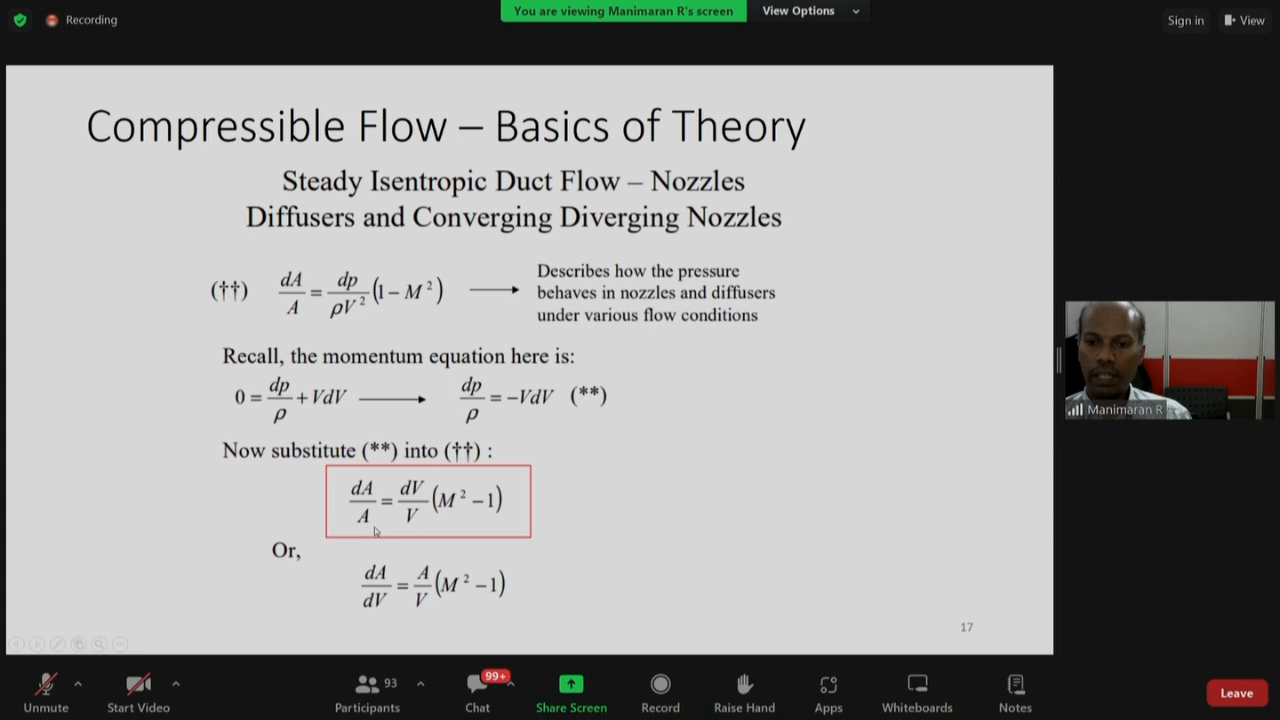 Recording
You are viewing Manimaran R's screen
View Options
Sign in
View
Compressible Flow – Basics of Theory
Steady Isentropic Duct Flow – Nozzles
Diffusers and Converging Diverging Nozzles
(††) dA/A = dp/ρV² (1 − M²)
Describes how the pressure
behaves in nozzles and diffusers
under various flow conditions
Recall, the momentum equation here is:
0 = dp/ρ + VdV dp/ρ = −VdV (**)
Now substitute (**) into (††) :
dA/A = dV/V (M² − 1)
Or,
dA/dV = A/V (M² − 1)
17
Manimaran R
Unmute
Start Video
93
Participants
99+
Chat
Share Screen
Record
Raise Hand
Apps
Whiteboards
Notes
Leave